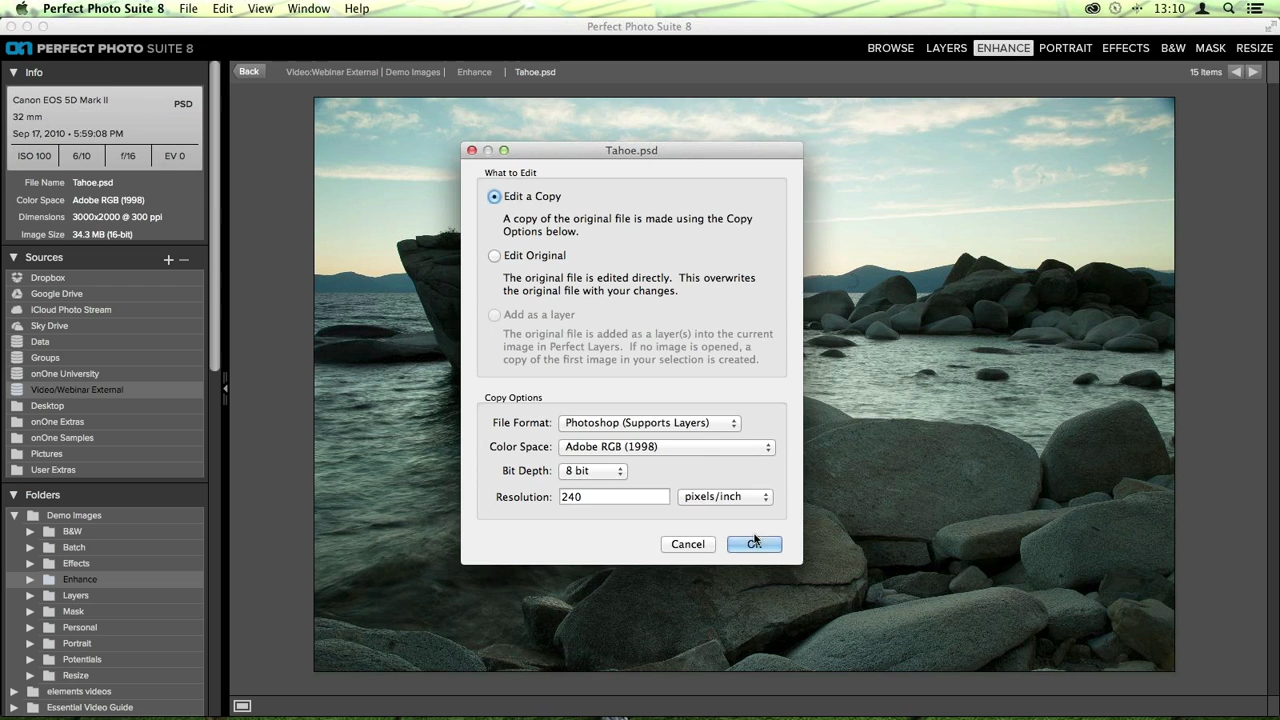 Perfect Photo Suite 8 File Edit View Window Help 13:10
Perfect Photo Suite 8
on PERFECT PHOTO SUITE 8 BROWSE LAYERS ENHANCE PORTRAIT EFFECTS B&W MASK RESIZE
Info
Back Video:Webinar External | Demo Images | Enhance Tahoe.psd 15 Items
Canon EOS 5D Mark II
PSD
32 mm
Sep 17, 2010 • 5:59:08 PM
ISO 100 6/10 f/16 EV 0
File Name Tahoe.psd
Color Space Adobe RGB (1998)
Dimensions 3000x2000 @ 300 ppi
Image Size 34.3 MB (16-bit)
Sources
Dropbox
Google Drive
iCloud Photo Stream
Sky Drive
Data
Groups
onOne University
Video/Webinar External
Desktop
onOne Extras
onOne Samples
Pictures
User Extras
Folders
Demo Images
B&W
Batch
Effects
Enhance
Layers
Mask
Personal
Portrait
Potentials
Resize
elements videos
Essential Video Guide
Tahoe.psd
What to Edit
Edit a Copy
A copy of the original file is made using the Copy
Options below.
Edit Original
The original file is edited directly. This overwrites
the original file with your changes.
Add as a layer
The original file is added as a layer(s) into the current
image in Perfect Layers. If no image is opened, a
copy of the first image in your selection is created.
Copy Options
File Format: Photoshop (Supports Layers)
Color Space: Adobe RGB (1998)
Bit Depth: 8 bit
Resolution: 240 pixels/inch
Cancel OK